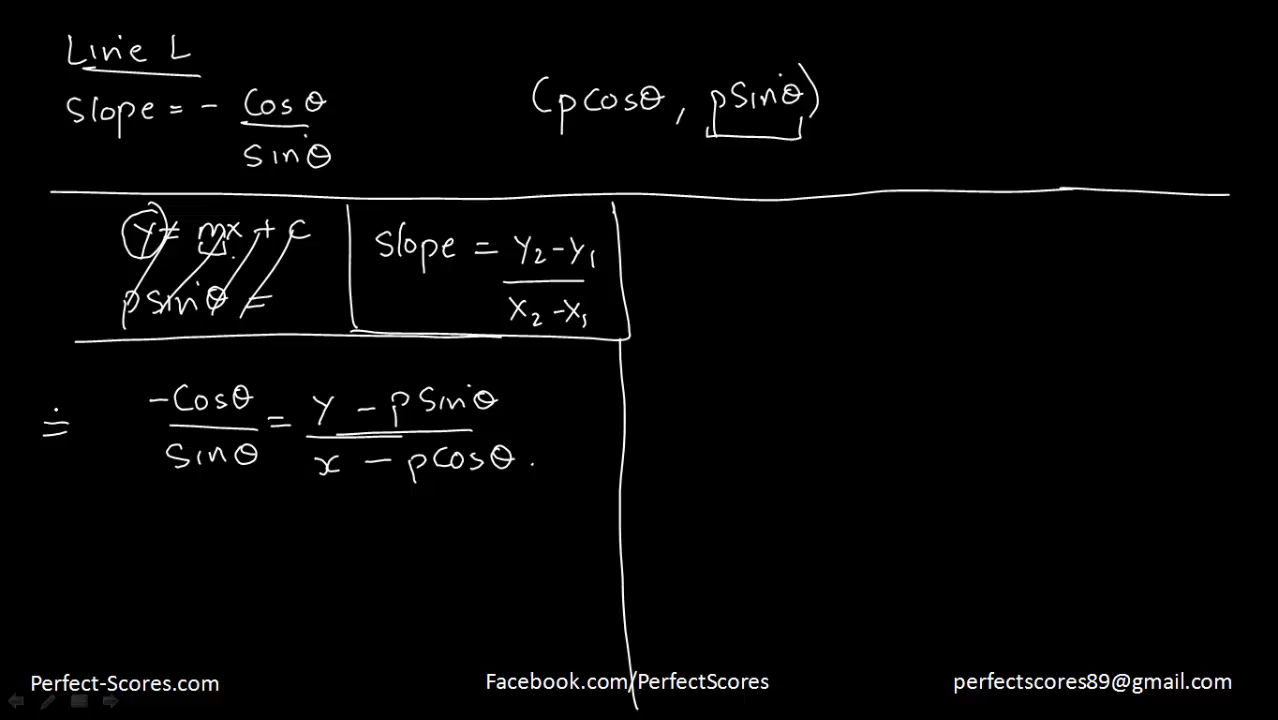 Line L
Slope = - Cosθ / Sinθ
(pCosθ, pSinθ)
y = mx + c
pSinθ =
Slope = Y2 - Y1 / X2 - X1
-Cosθ / Sinθ = y - pSinθ / x - pCosθ .
Perfect-Scores.com
Facebook.com/PerfectScores
perfectscores89@gmail.com